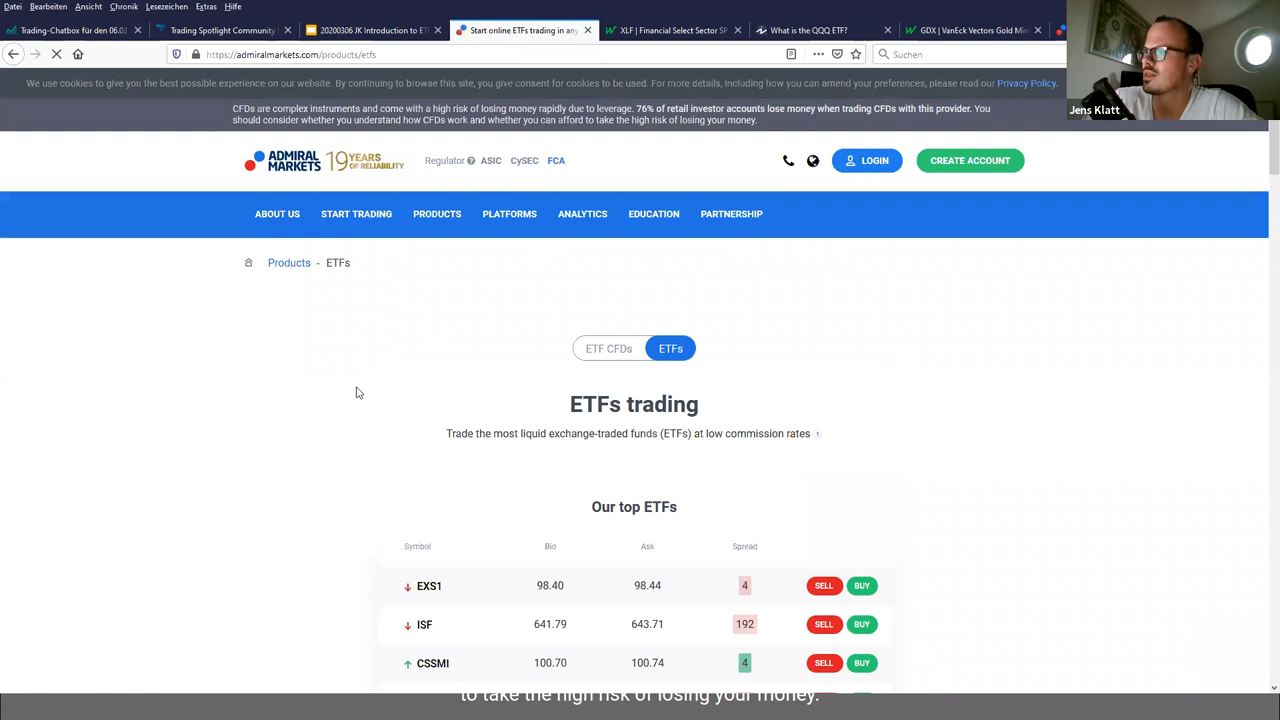 Datei Bearbeiten Ansicht Chronik Lesezeichen Extras Hilfe
Trading-Chatbox für den 06.03 Trading Spotlight Community 20200306 JK Introduction to ET Start online ETFs trading in any XLF | Financial Select Sector SP What is the QQQ ETF? GDX | VanEck Vectors Gold Min
https://admiralmarkets.com/products/etfs Suchen
We use cookies to give you the best possible experience on our website. By continuing to browse this site, you give consent for cookies to be used. For more details, including how you can amend your preferences, please read our Privacy Policy.
Jens Klatt
CFDs are complex instruments and come with a high risk of losing money rapidly due to leverage. 76% of retail investor accounts lose money when trading CFDs with this provider. You
should consider whether you understand how CFDs work and whether you can afford to take the high risk of losing your money.
ADMIRAL MARKETS 19 YEARS OF RELIABILITY Regulator ? ASIC CySEC FCA LOGIN CREATE ACCOUNT
ABOUT US START TRADING PRODUCTS PLATFORMS ANALYTICS EDUCATION PARTNERSHIP
Products - ETFs
ETF CFDs ETFs
ETFs trading
Trade the most liquid exchange-traded funds (ETFs) at low commission rates 1
Our top ETFs
Symbol Bid Ask Spread
↓ EXS1 98.40 98.44 4 SELL BUY
↓ ISF 641.79 643.71 192 SELL BUY
↑ CSSMI 100.70 100.74 4 SELL BUY
to take the high risk of losing your money.